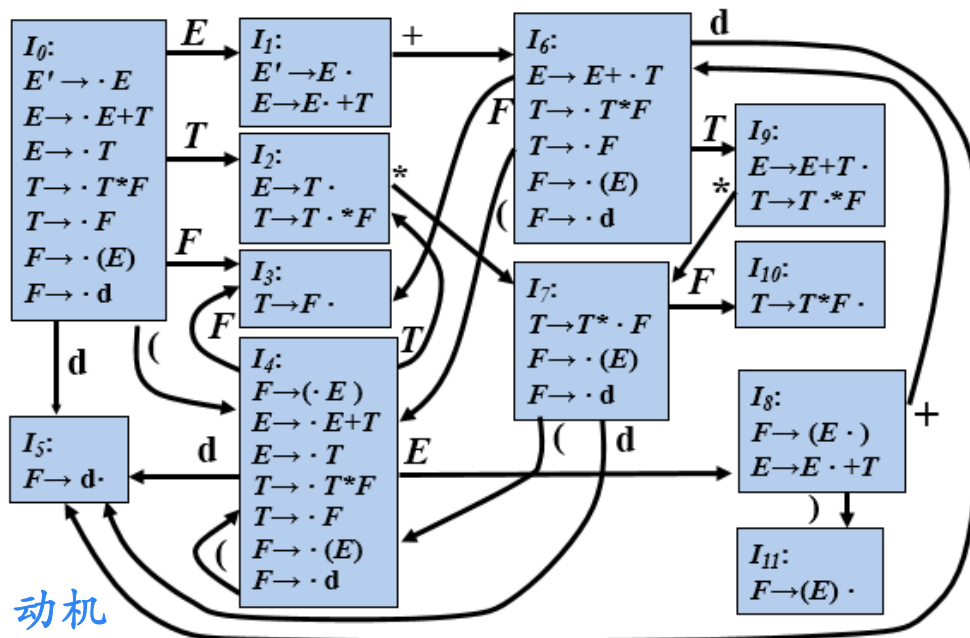 I0:
E' → · E
E → · E+T
E → · T
T → · T*F
T → · F
F → · (E)
F → · d
E
T
F
(
d
I1:
E' → E ·
E → E · +T
+
I2:
E → T ·
T → T · *F
*
I3:
T → F ·
I4:
F → (· E )
E → · E+T
E → · T
T → · T*F
T → · F
F → · (E)
F → · d
F
T
E
d
(
I5:
F → d·
I6:
E → E+ · T
T → · T*F
T → · F
F → · (E)
F → · d
F
(
T
d
I7:
T → T* · F
F → · (E)
F → · d
F
(
d
I8:
F → (E · )
E → E · +T
+
)
I9:
E → E+T ·
T → T ·*F
*
I10:
T → T*F ·
I11:
F → (E) ·
动机